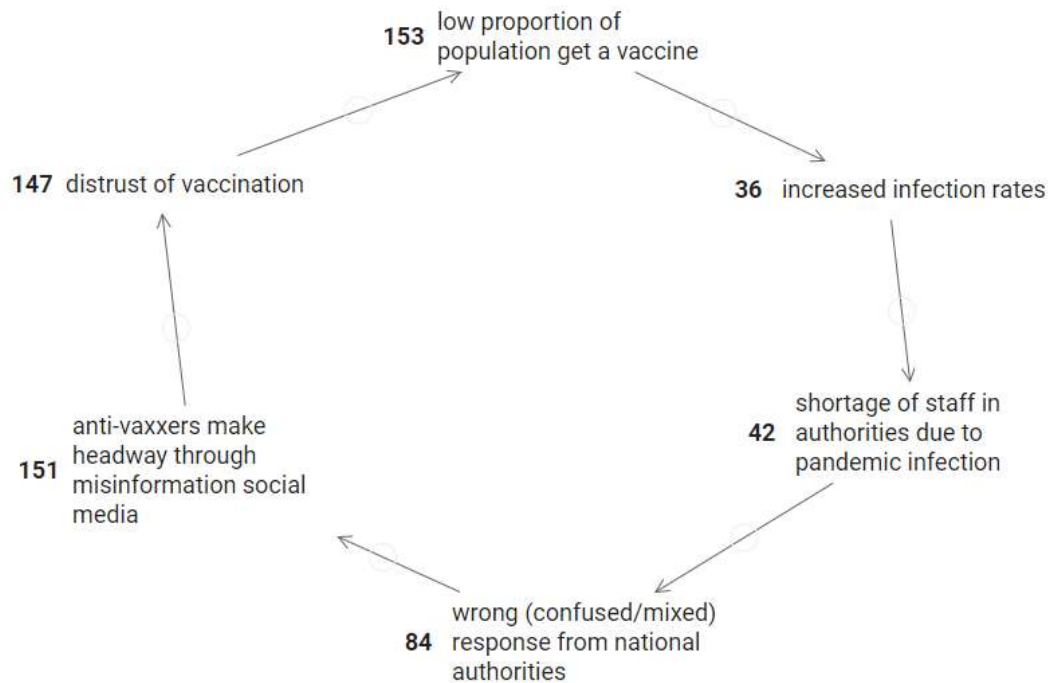 153 low proportion of
population get a vaccine
147 distrust of vaccination
36 increased infection rates
shortage of staff in
42 authorities due to
pandemic infection
anti-vaxxers make
headway through
151 misinformation social
media
wrong (confused/mixed)
84 response from national
authorities